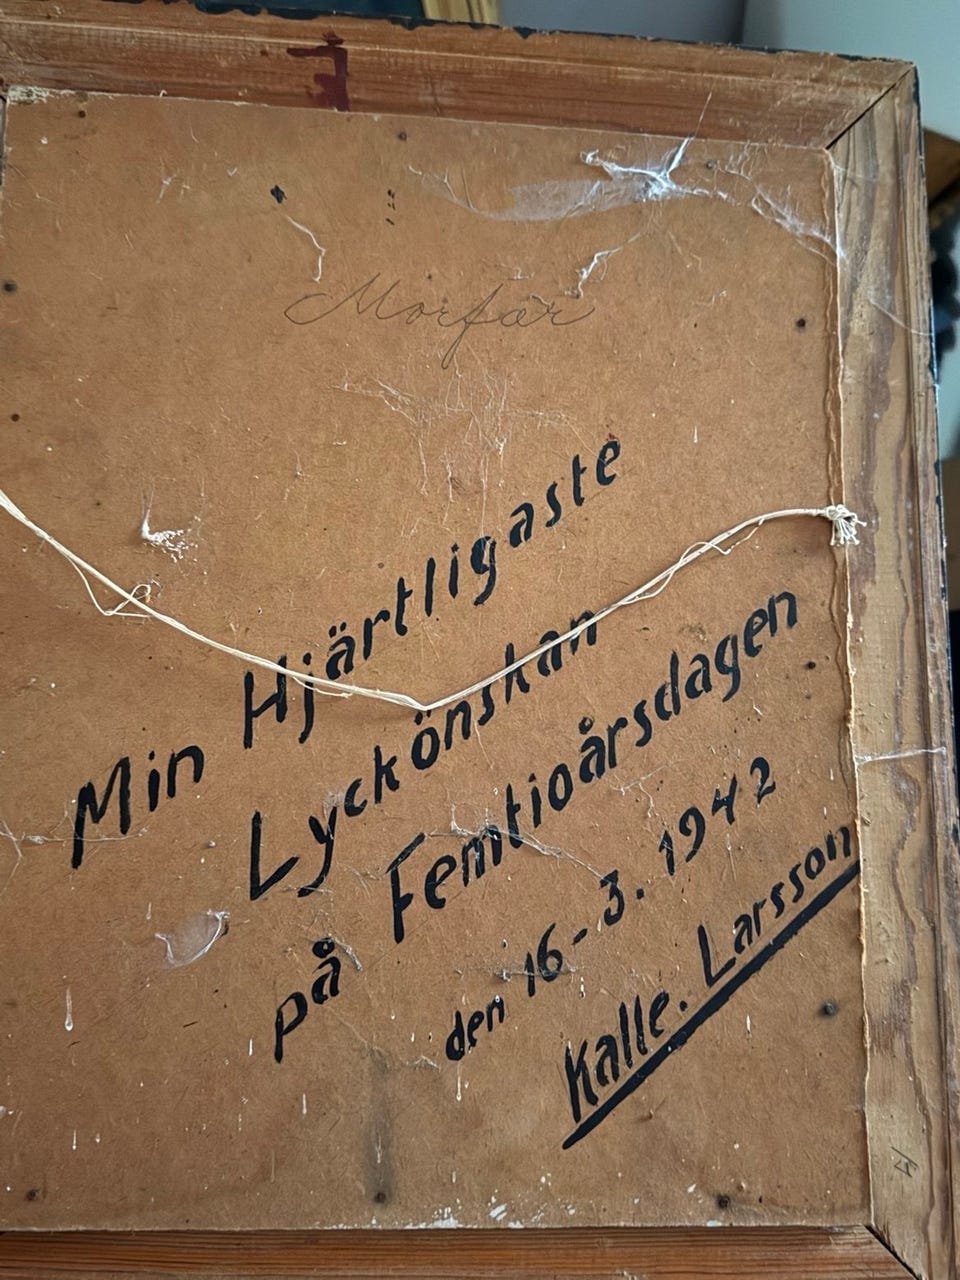 Morfar
Min Hjärtligaste
Lyckönskan
på Femtioårsdagen
den 16-3. 1942
Kalle. Larsson